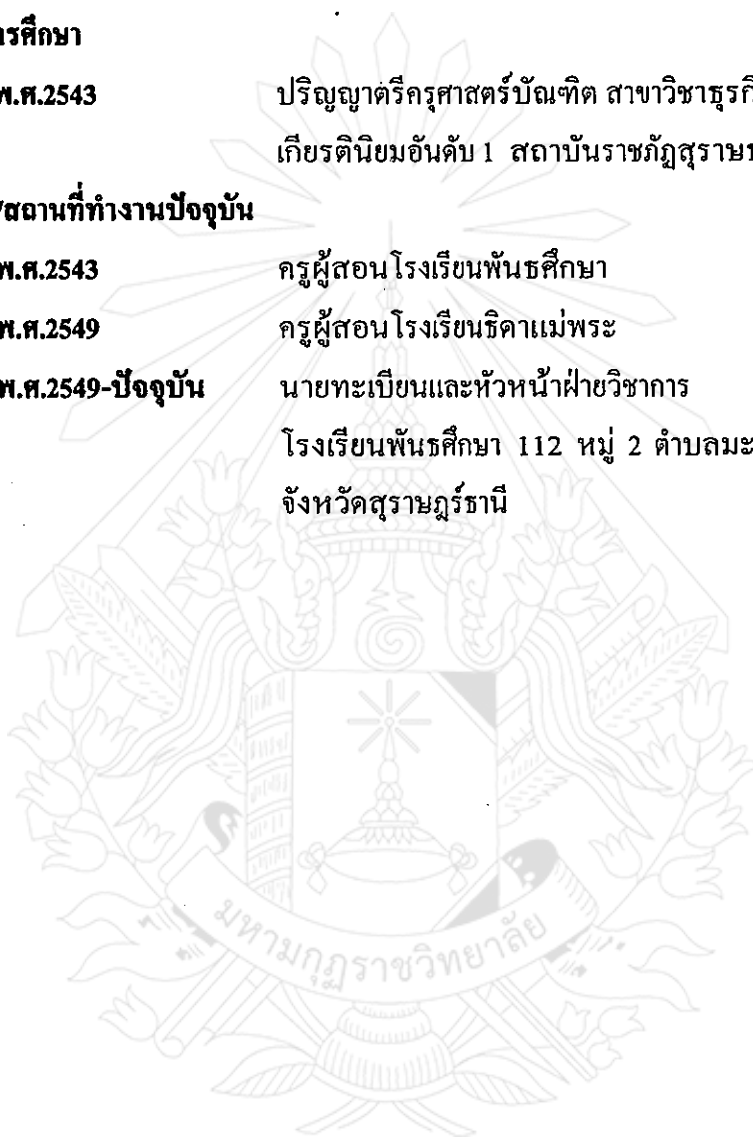 ารศึกษา
พ.ศ.2543 ปริญญาตรีครุศาสตร์บัณฑิต สาขาวิชาธุรกิ
เกียรตินิยมอันดับ 1 สถาบันราชภัฏสุราษ
/สถานที่ทำงานปัจจุบัน
พ.ศ.2543 ครูผู้สอนโรงเรียนพันธศึกษา
พ.ศ.2549 ครูผู้สอนโรงเรียนธิดาแม่พระ
พ.ศ.2549-ปัจจุบัน นายทะเบียนและหัวหน้าฝ่ายวิชาการ
โรงเรียนพันธศึกษา 112 หมู่ 2 ตำบลมะ
จังหวัดสุราษฎร์ธานี
มหามกุฏราชวิทยาลัย